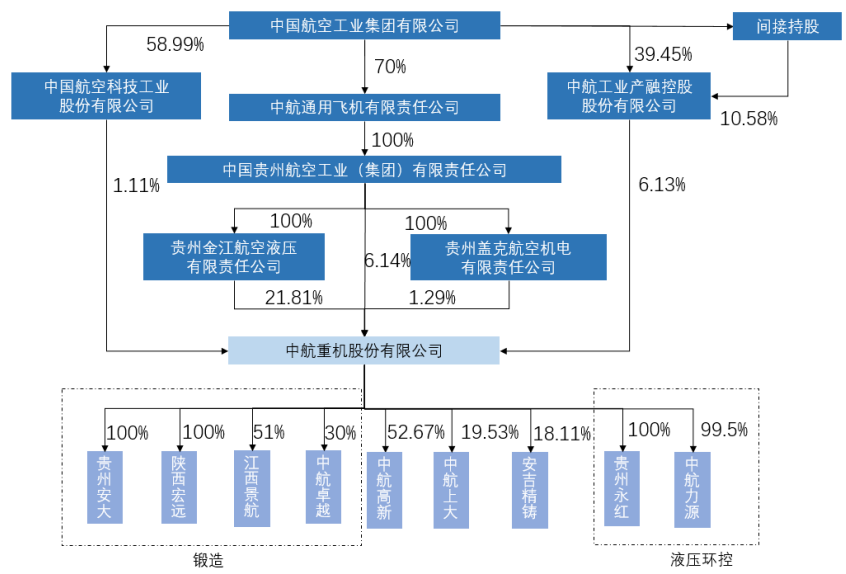 中国航空工业集团有限公司
间接持股
58.99%
70%
39.45%
中国航空科技工业
股份有限公司
中航通用飞机有限责任公司
中航工业产融控股
股份有限公司
10.58%
100%
中国贵州航空工业（集团）有限责任公司
1.11%
6.13%
100%
100%
贵州金江航空液压
有限责任公司
6.14%
贵州盖克航空机电
有限责任公司
21.81%
1.29%
中航重机股份有限公司
100%
100%
51%
30%
52.67%
19.53%
18.11%
100%
99.5%
贵州安大
陕西宏远
江西景航
中航卓越
中航高新
中航上大
安吉精铸
贵州永红
中航力源
锻造
液压环控